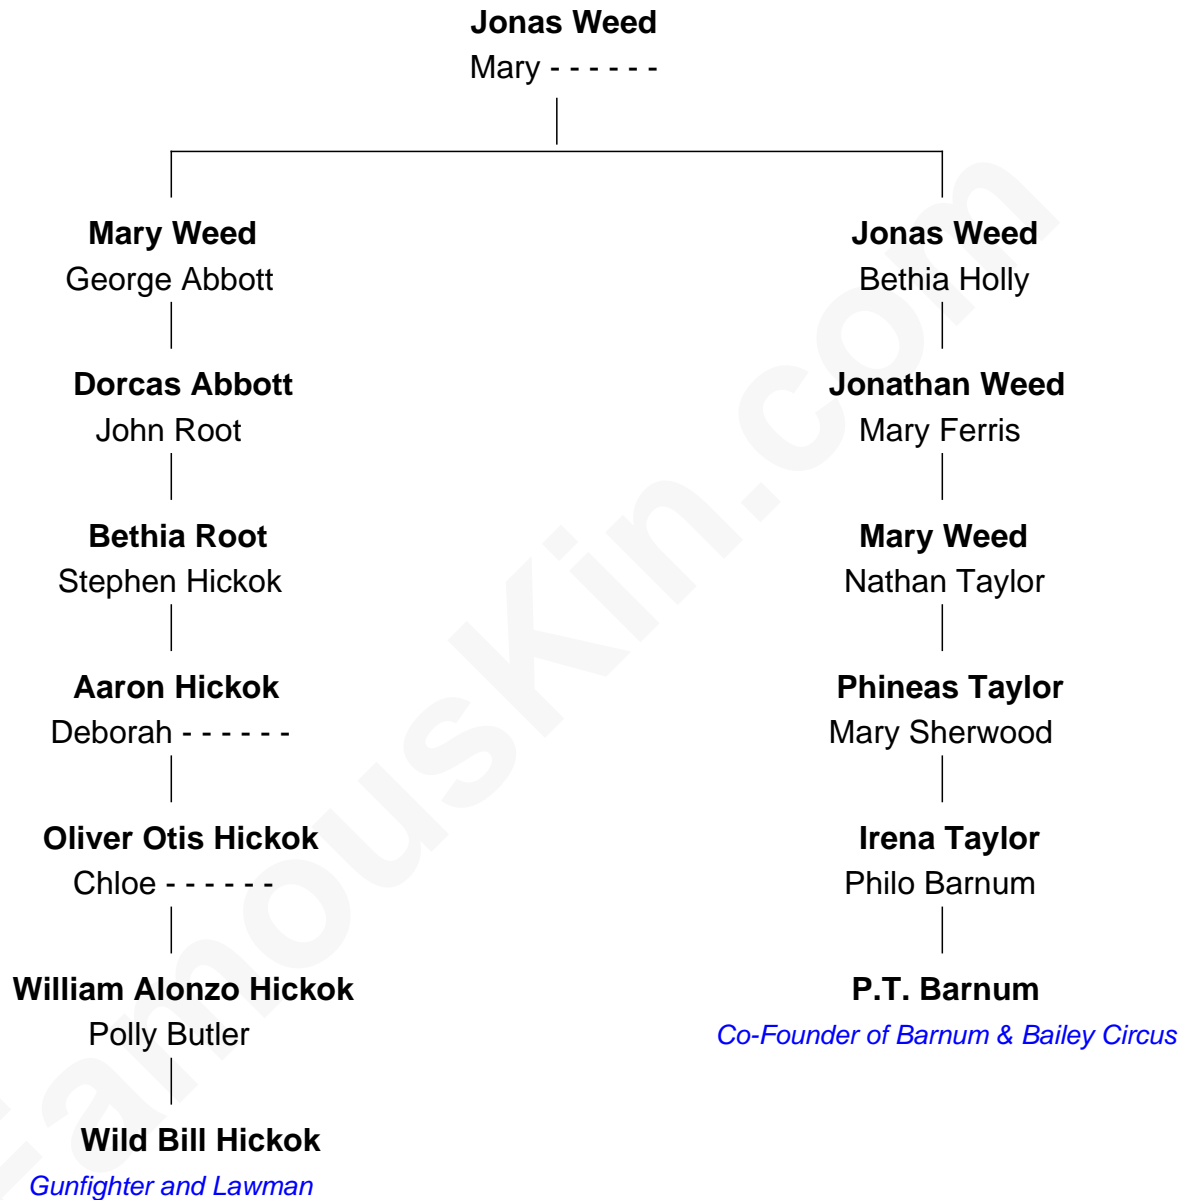 Jonas Weed
Mary - - - - - -
Mary Weed
George Abbott
Jonas Weed
Bethia Holly
Dorcas Abbott
John Root
Jonathan Weed
Mary Ferris
Bethia Root
Stephen Hickok
Mary Weed
Nathan Taylor
Aaron Hickok
Deborah - - - - - -
Phineas Taylor
Mary Sherwood
Oliver Otis Hickok
Chloe - - - - - -
Irena Taylor
Philo Barnum
William Alonzo Hickok
Polly Butler
P.T. Barnum
Co-Founder of Barnum & Bailey Circus
Wild Bill Hickok
Gunfighter and Lawman
FamousKin.com